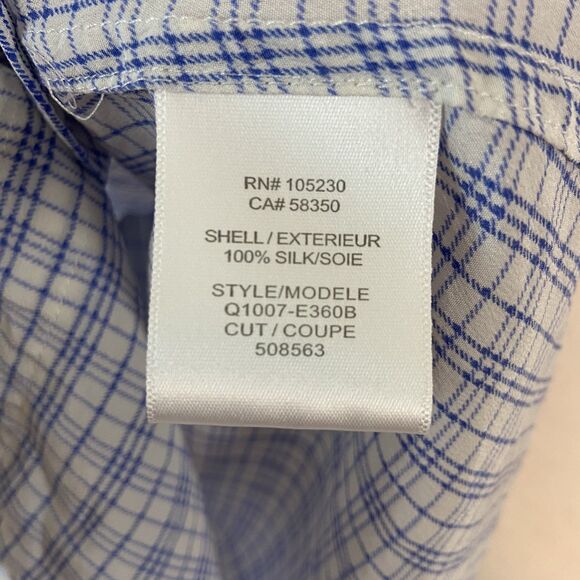 RN# 105230
CA# 58350
SHELL / EXTERIEUR
100% SILK/SOIE
STYLE/MODELE
Q1007-E360B
CUT / COUPE
508563